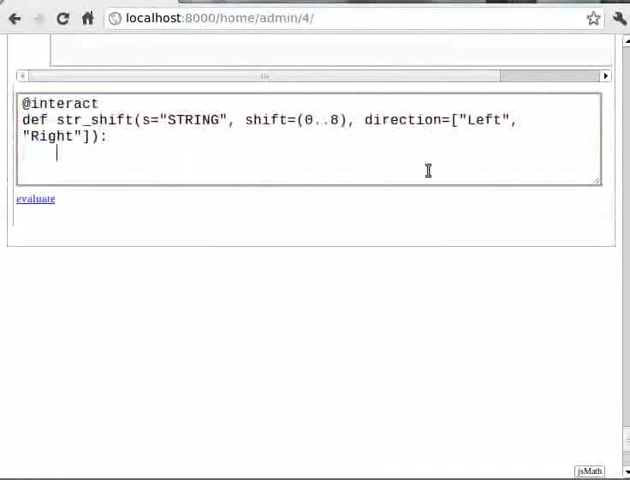 localhost:8000/home/admin/4/
@interact
def str_shift(s="STRING", shift=(0..8), direction=["Left",
"Right"]):
evaluate
jsMath